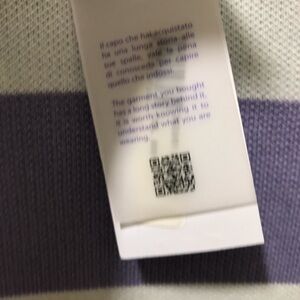 Il capo che hai acquistato
ha una lunga storia alle
sue spalle, vale la pena
di conoscerla per capire
quello che indossi.
The garment, you bought
has a long story behind it,
it is worth knowing it to
understand what you are
wearing.